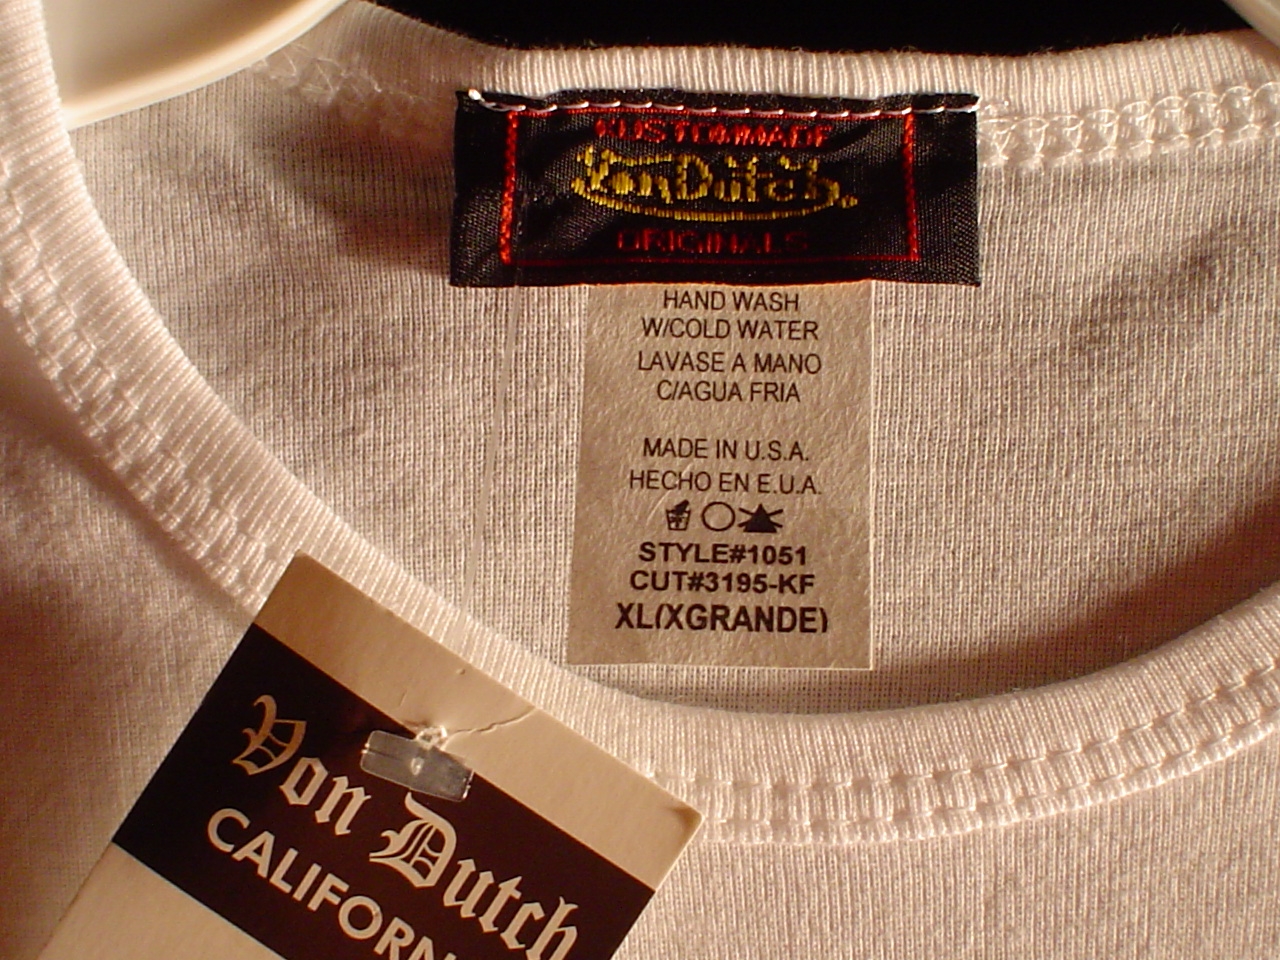 KUSTOMMADE
Von Dutch.
ORIGINALS
HAND WASH
W/COLD WATER
LAVASE A MANO
C/AGUA FRIA
MADE IN U.S.A.
HECHO EN E.U.A.
STYLE#1051
CUT#3195-KF
XL(XGRANDE)
Von Dutch
CALIFORN